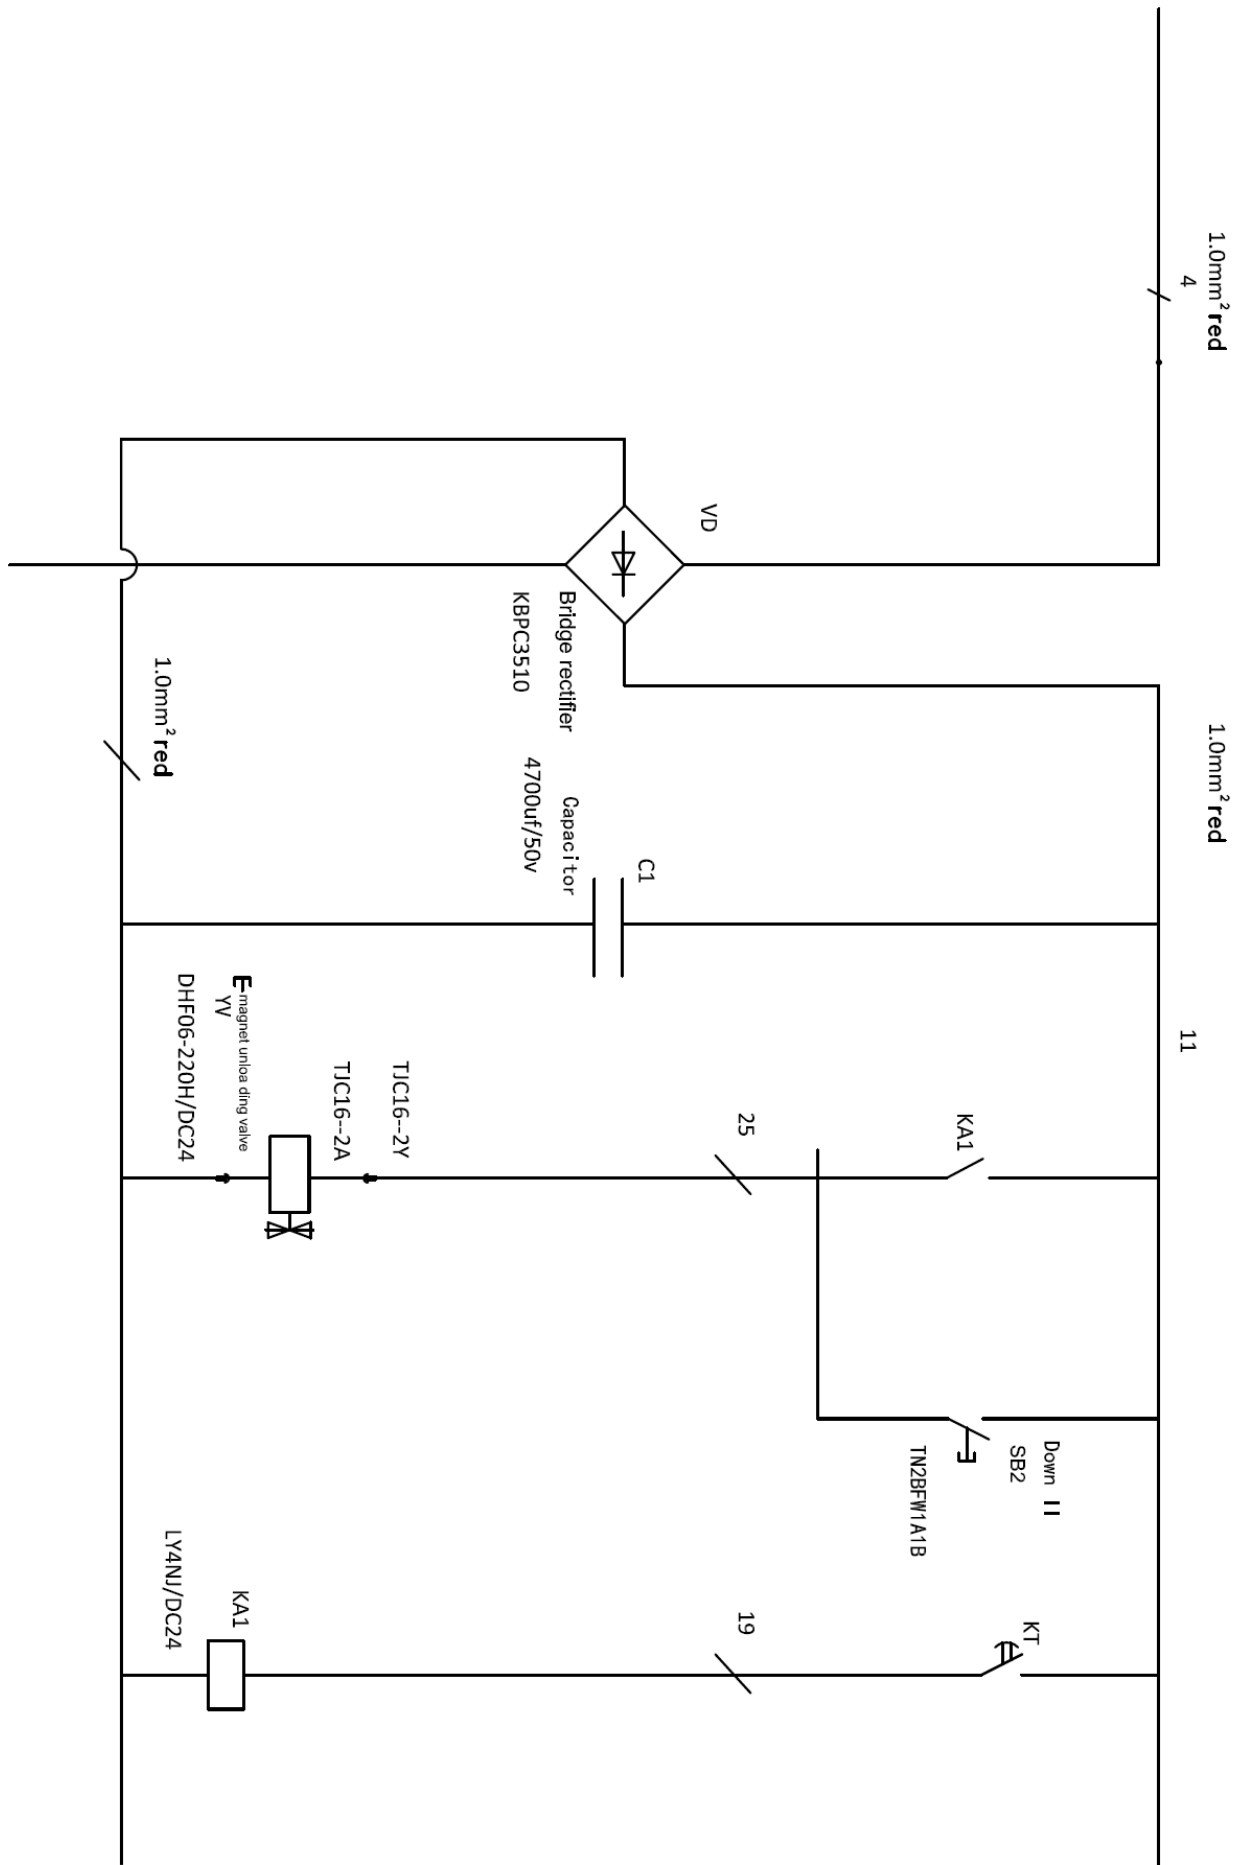 1.0mm² red
4
VD
Bridge rectifier
KBPC3510
1.0mm² red
1.0mm² red
C1
Capacitor
4700uf/50v
11
KA1
25
TJC16--2Y
TJC16--2A
E-magnet unloa ding valve
YV
DHF06-220H/DC24
Down II
SB2
TN2BFW1A1B
KT
19
KA1
LY4NJ/DC24